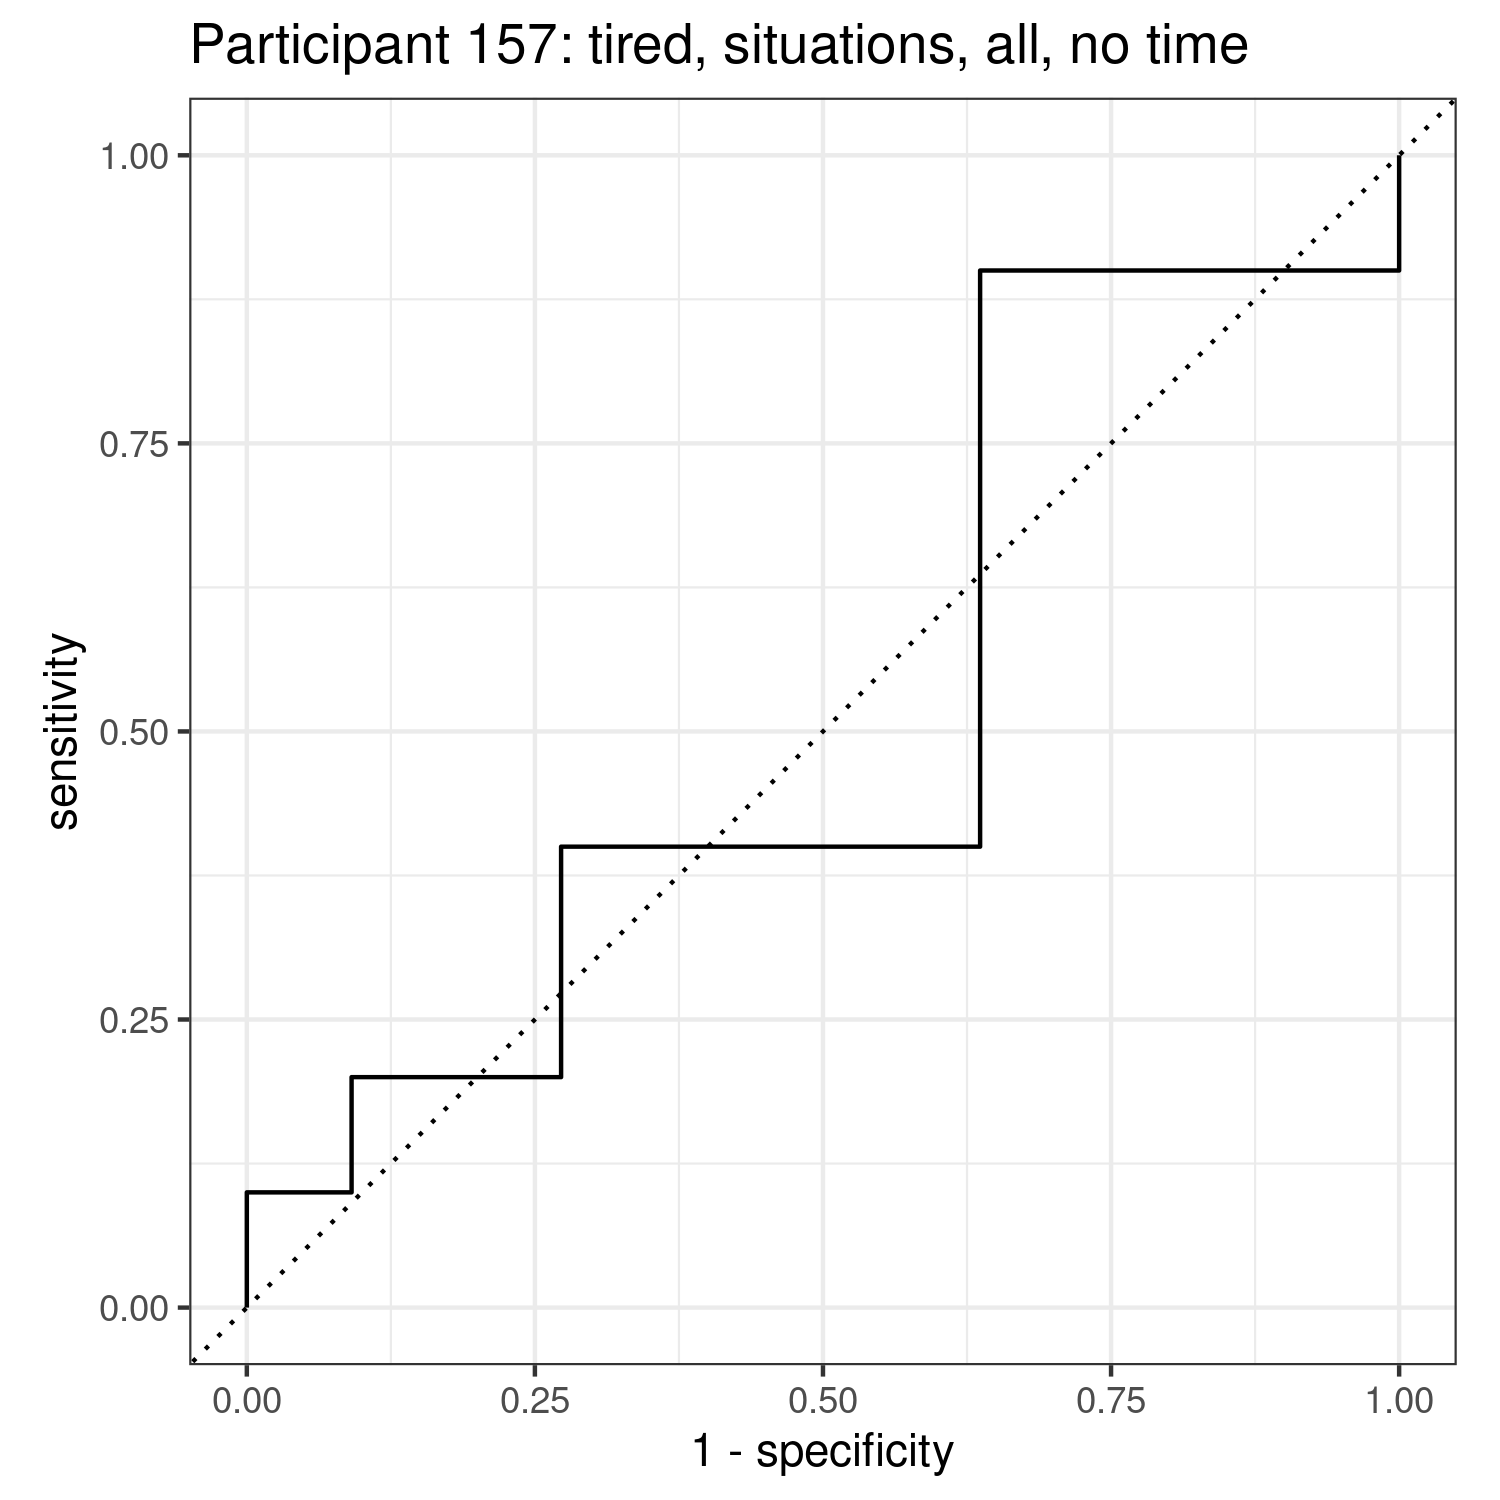 Participant 157: tired, situations, all, no time
1.00
0.75
0.50
0.25
0.00
sensitivity
0.00 0.25 0.50 0.75 1.00
1 - specificity